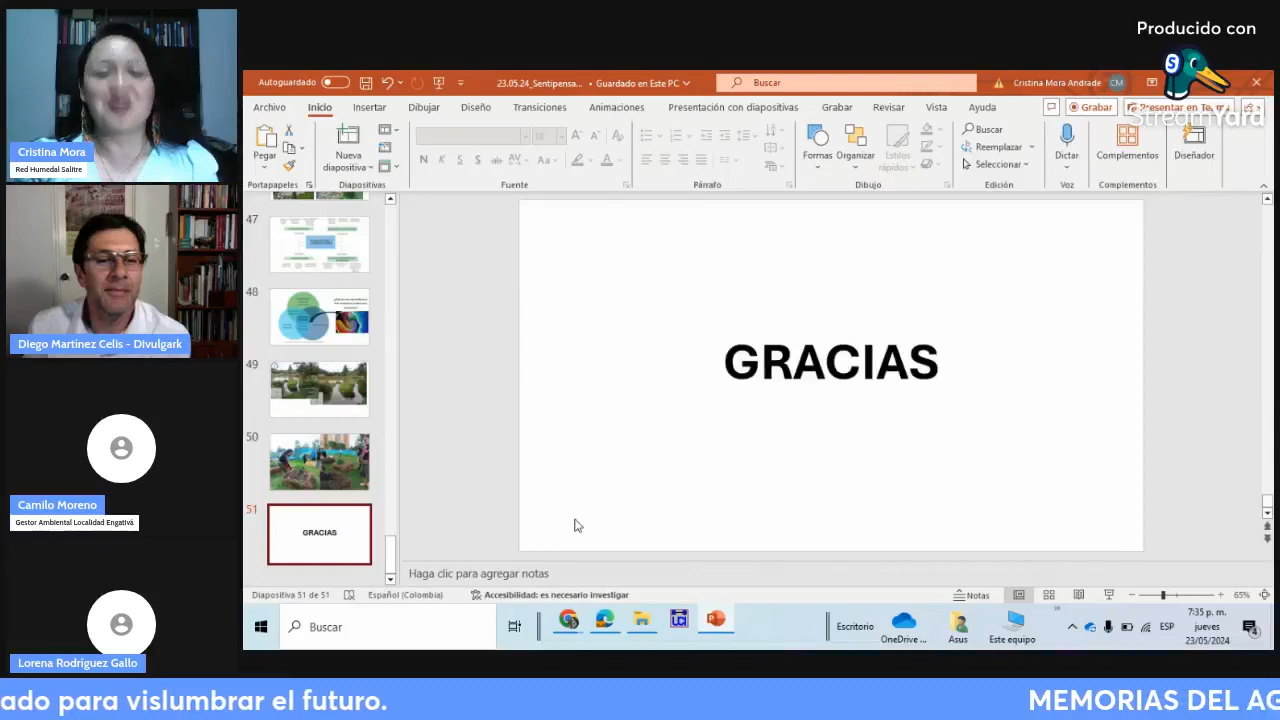 Cristina Mora
Red Humedal Salitre
Diego Martínez Celis - Divulgark
Camilo Moreno
Gestor Ambiental Localidad Engativá
Lorena Rodríguez Gallo
Producido con
StreamYard
Autoguardado
23.05.24_Sentipensa... • Guardado en Este PC
Buscar
Cristina Mora Andrade
CM
Archivo
Inicio
Insertar
Dibujar
Diseño
Transiciones
Animaciones
Presentación con diapositivas
Grabar
Revisar
Vista
Ayuda
Grabar
Presentar en Teams
Pegar
Nueva
diapositiva
Formas
Organizar
Estilos
rápidos
Buscar
Reemplazar
Seleccionar
Dictar
Complementos
Diseñador
Portapapeles
Diapositivas
Fuente
Párrafo
Dibujo
Edición
Voz
Complementos
47
48
49
50
51
GRACIAS
GRACIAS
Haga clic para agregar notas
Diapositiva 51 de 51
Español (Colombia)
Accesibilidad: es necesario investigar
Notas
65%
Buscar
Escritorio
OneDrive ...
Asus
Este equipo
ESP
7:35 p. m.
jueves
23/05/2024
4
ado para vislumbrar el futuro.
MEMORIAS DEL AG